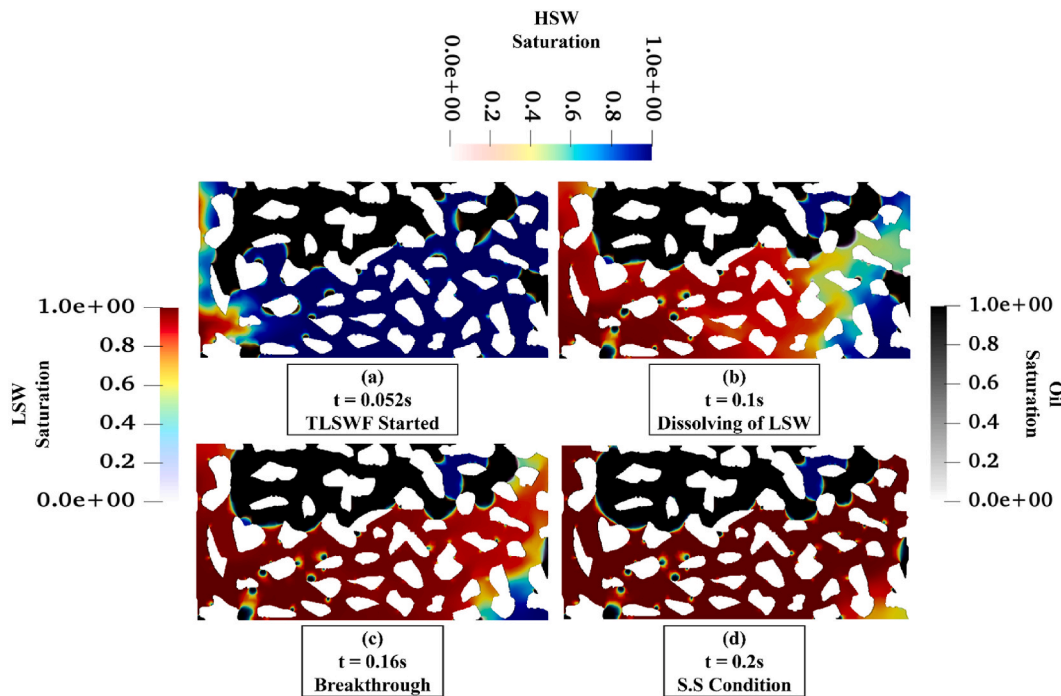 HSW
Saturation
0.0e+00
0.2
0.4
0.6
0.8
1.0e+00
LSW
Saturation
1.0e+00
0.8
0.6
0.4
0.2
0.0e+00
Oil
Saturation
1.0e+00
0.8
0.6
0.4
0.2
0.0e+00
(a)
t = 0.052s
TLSWF Started
(b)
t = 0.1s
Dissolving of LSW
(c)
t = 0.16s
Breakthrough
(d)
t = 0.2s
S.S Condition